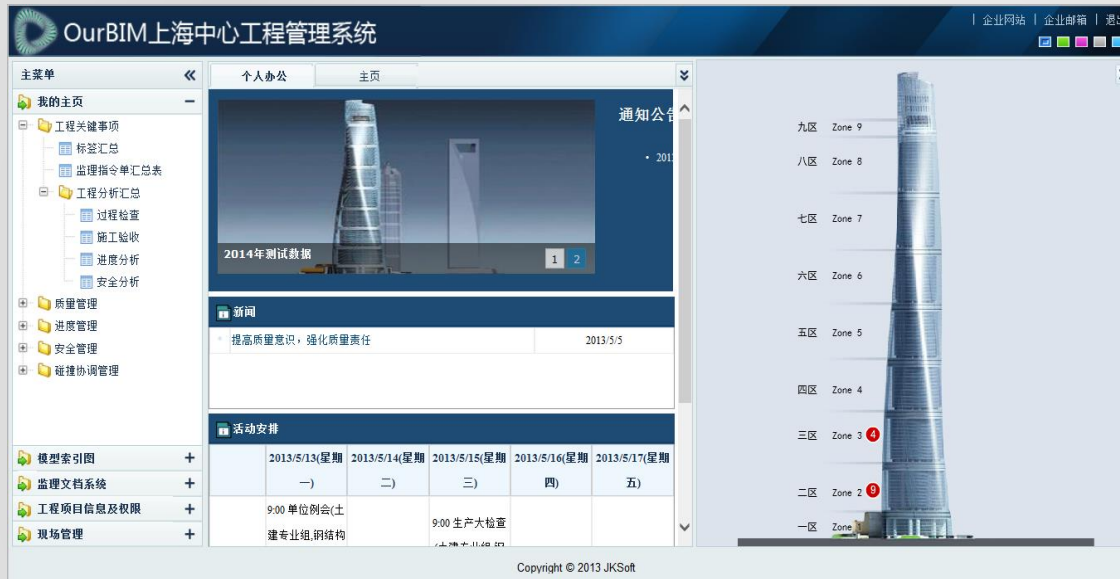 OurBIM上海中心工程管理系统
| 企业网站 | 企业邮箱 |
主菜单
我的主页
工程关键事项
标签汇总
监理指令单汇总表
工程分析汇总
过程检查
施工验收
进度分析
安全分析
质量管理
进度管理
安全管理
碰撞协调管理
模型索引图
监理文档系统
工程项目信息及权限
现场管理
个人办公
主页
2014年测试数据
1 2
通知公告
新闻
提高质量意识，强化质量责任 2013/5/5
活动安排
2013/5/13(星期一)
2013/5/14(星期二)
2013/5/15(星期三)
2013/5/16(星期四)
2013/5/17(星期五)
9:00 单位例会(土
建专业组,钢结构
9:00 生产大检查
九区 Zone 9
八区 Zone 8
七区 Zone 7
六区 Zone 6
五区 Zone 5
四区 Zone 4
三区 Zone 3 4
二区 Zone 2 9
一区 Zone
Copyright © 2013 JKSoft